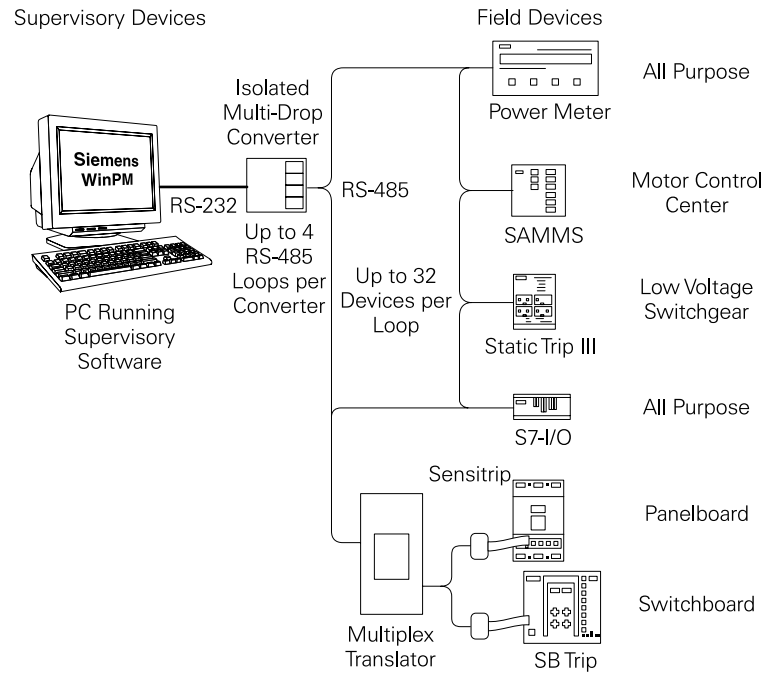 Supervisory Devices
Field Devices
Isolated
Multi-Drop
Converter
Siemens
WinPM
RS-232
RS-485
Up to 4
RS-485
Loops per
Converter
PC Running
Supervisory
Software
Up to 32
Devices per
Loop
Power Meter
All Purpose
SAMMS
Motor Control
Center
Static Trip III
Low Voltage
Switchgear
S7-I/O
All Purpose
Sensitrip
Panelboard
Multiplex
Translator
SB Trip
Switchboard